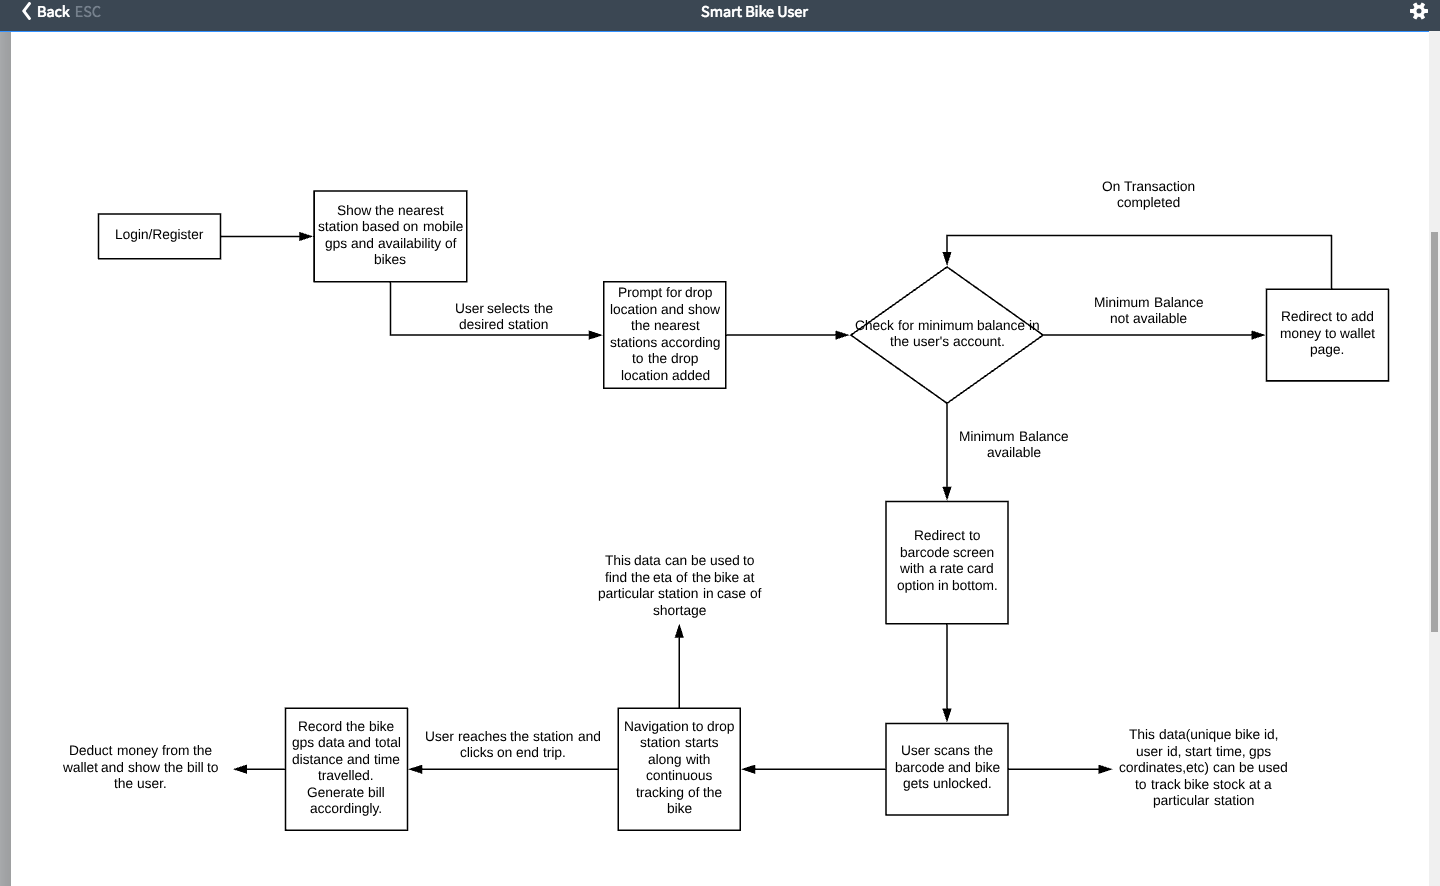 Back ESC
Smart Bike User
On Transaction
completed
Login/Register
Show the nearest
station based on mobile
gps and availability of
bikes
User selects the
desired station
Prompt for drop
location and show
the nearest
stations according
to the drop
location added
Check for minimum balance in
the user's account.
Minimum Balance
not available
Redirect to add
money to wallet
page.
Minimum Balance
available
Redirect to
barcode screen
with a rate card
option in bottom.
This data can be used to
find the eta of the bike at
particular station in case of
shortage
Deduct money from the
wallet and show the bill to
the user.
Record the bike
gps data and total
distance and time
travelled.
Generate bill
accordingly.
User reaches the station and
clicks on end trip.
Navigation to drop
station starts
along with
continuous
tracking of the
bike
User scans the
barcode and bike
gets unlocked.
This data(unique bike id,
user id, start time, gps
cordinates,etc) can be used
to track bike stock at a
particular station